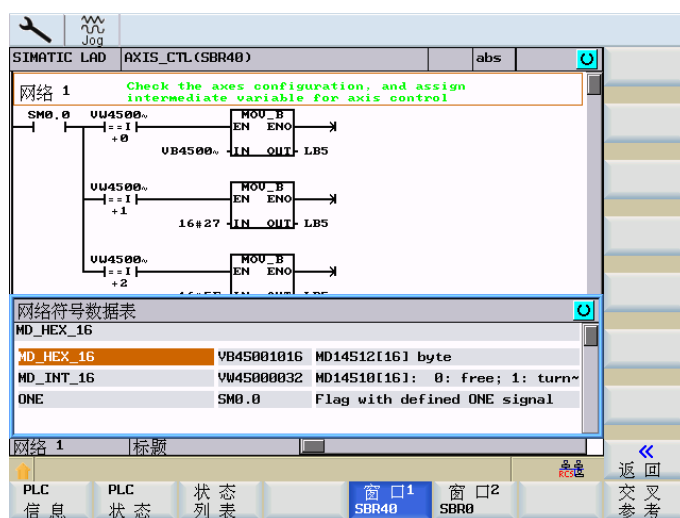 Jog
SIMATIC LAD AXIS_CTL(SBR40) abs
网络 1 Check the axes configuration, and assign
intermediate variable for axis control
SM0.0 VW4500~ MOV_B
==I EN ENO
+0
VB4500~ IN OUT LB5
VW4500~ MOV_B
==I EN ENO
+1
16#27 IN OUT LB5
VW4500~ MOV_B
==I EN ENO
+2
网络符号数据表
MD_HEX_16
MD_HEX_16 VB45001016 MD14512[16] byte
MD_INT_16 VW45000032 MD14510[16]: 0: free; 1: turn~
ONE SM0.0 Flag with defined ONE signal
网络 1 标题
RCS
返回
PLC 信息
PLC 状态
状态列表
窗口1 SBR40
窗口2 SBR0
交叉参考